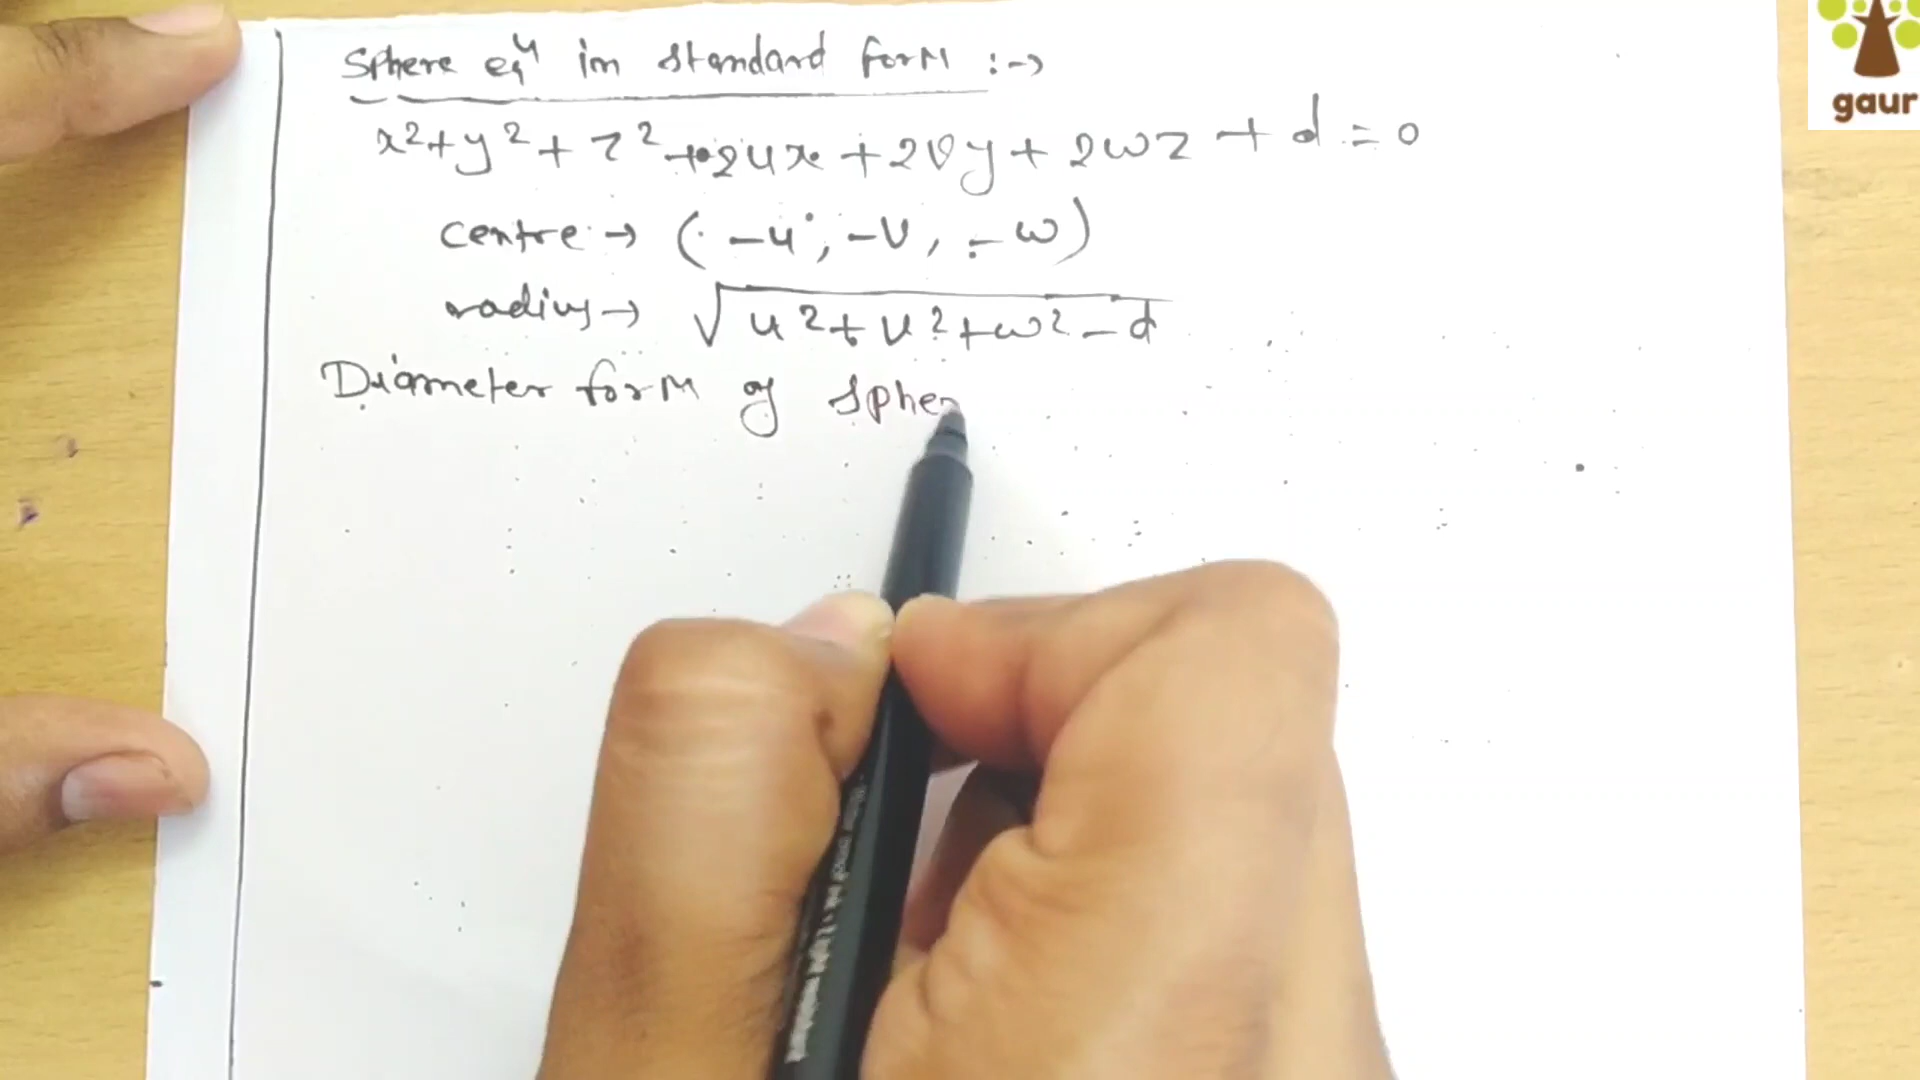 Sphere eqⁿ in standard form :→
x²+y²+z²+2ux+2vy+2wz+d=0
centre → (-u, -v, -w)
radius → √u²+v²+w²-d
Diameter form of spher
gaur